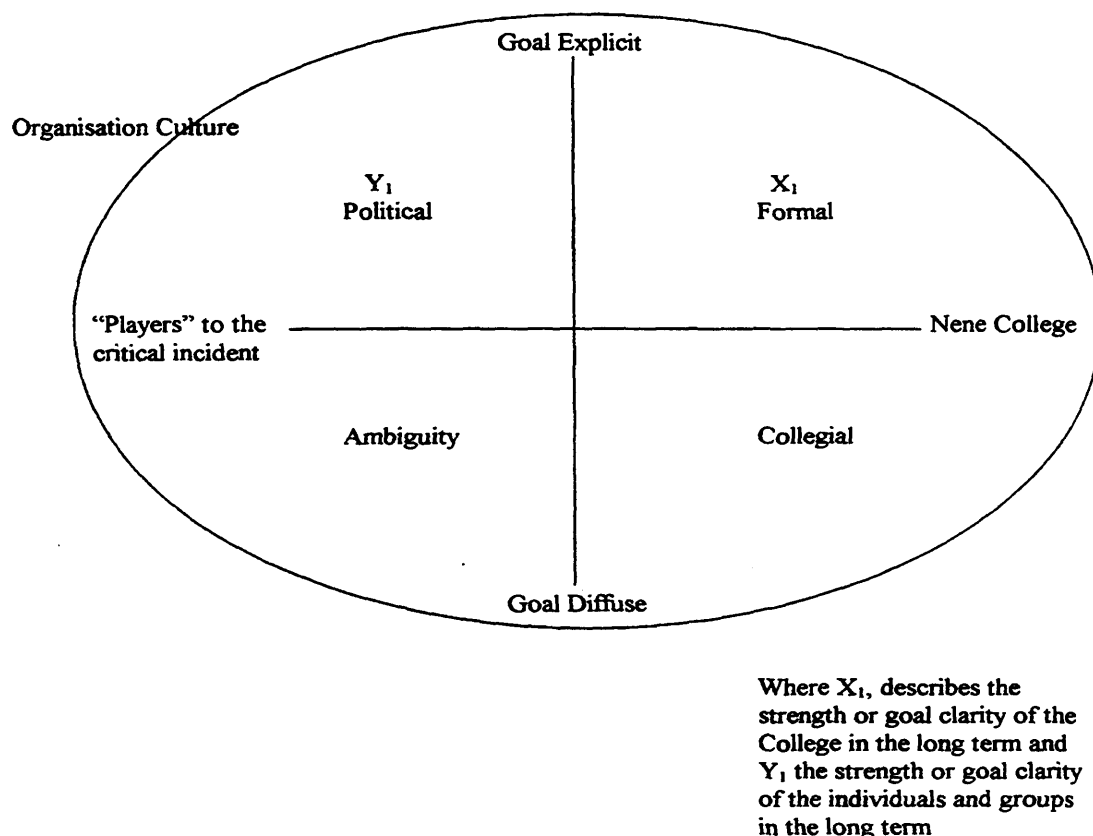 Goal Explicit
Organisation Culture
Y₁
Political
X₁
Formal
“Players” to the
critical incident
Nene College
Ambiguity
Collegial
Goal Diffuse
Where X₁, describes the
strength or goal clarity of the
College in the long term and
Y₁ the strength or goal clarity
of the individuals and groups
in the long term